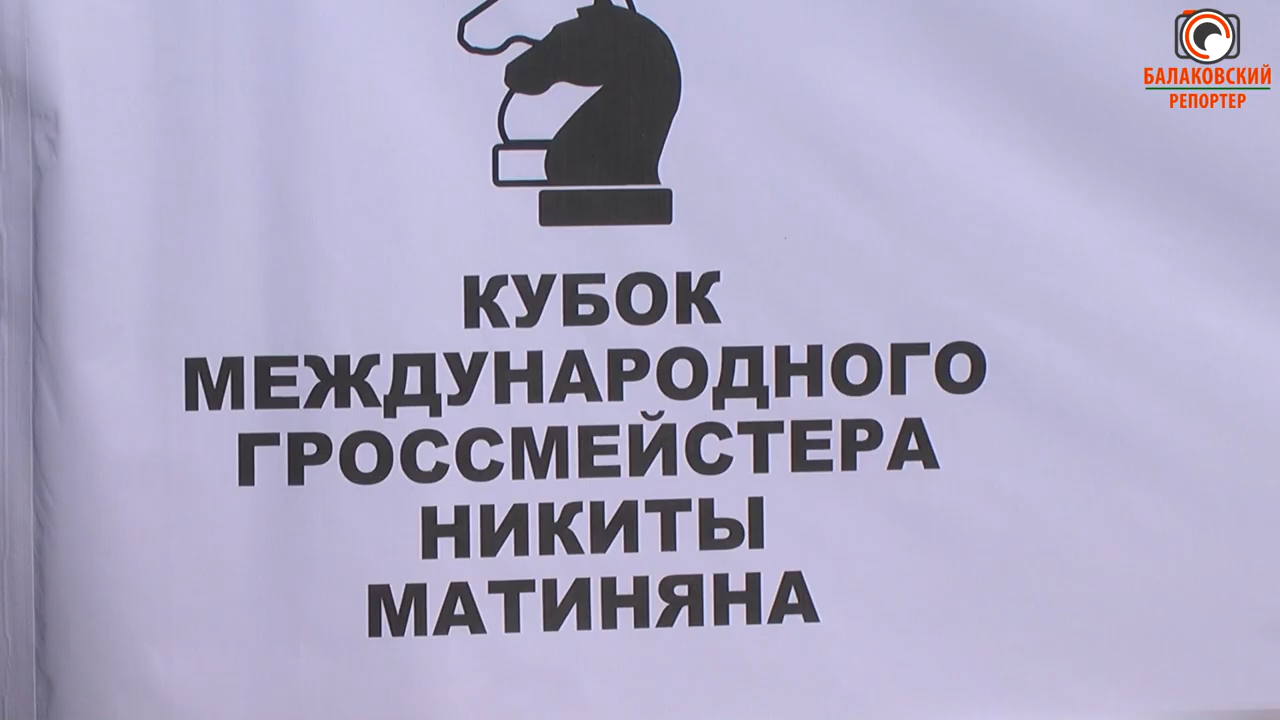 БАЛАКОВСКИЙ
РЕПОРТЕР
КУБОК
МЕЖДУНАРОДНОГО
ГРОССМЕЙСТЕРА
НИКИТЫ
МАТИНЯНА